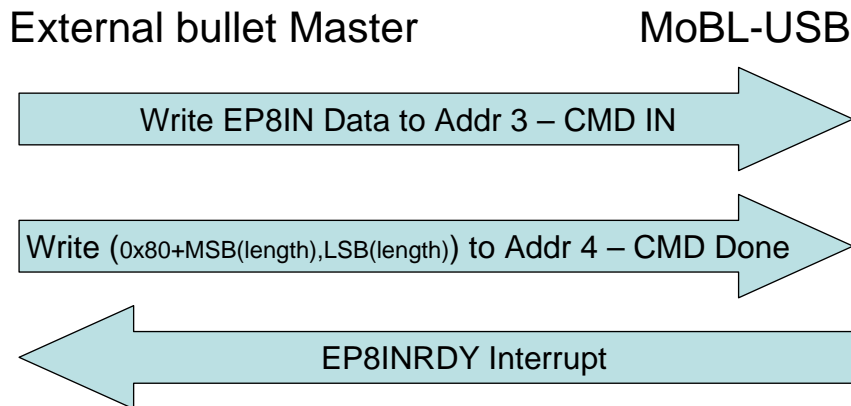 External bullet Master MoBL-USB
Write EP8IN Data to Addr 3 – CMD IN
Write (0x80+MSB(length),LSB(length)) to Addr 4 – CMD Done
EP8INRDY Interrupt